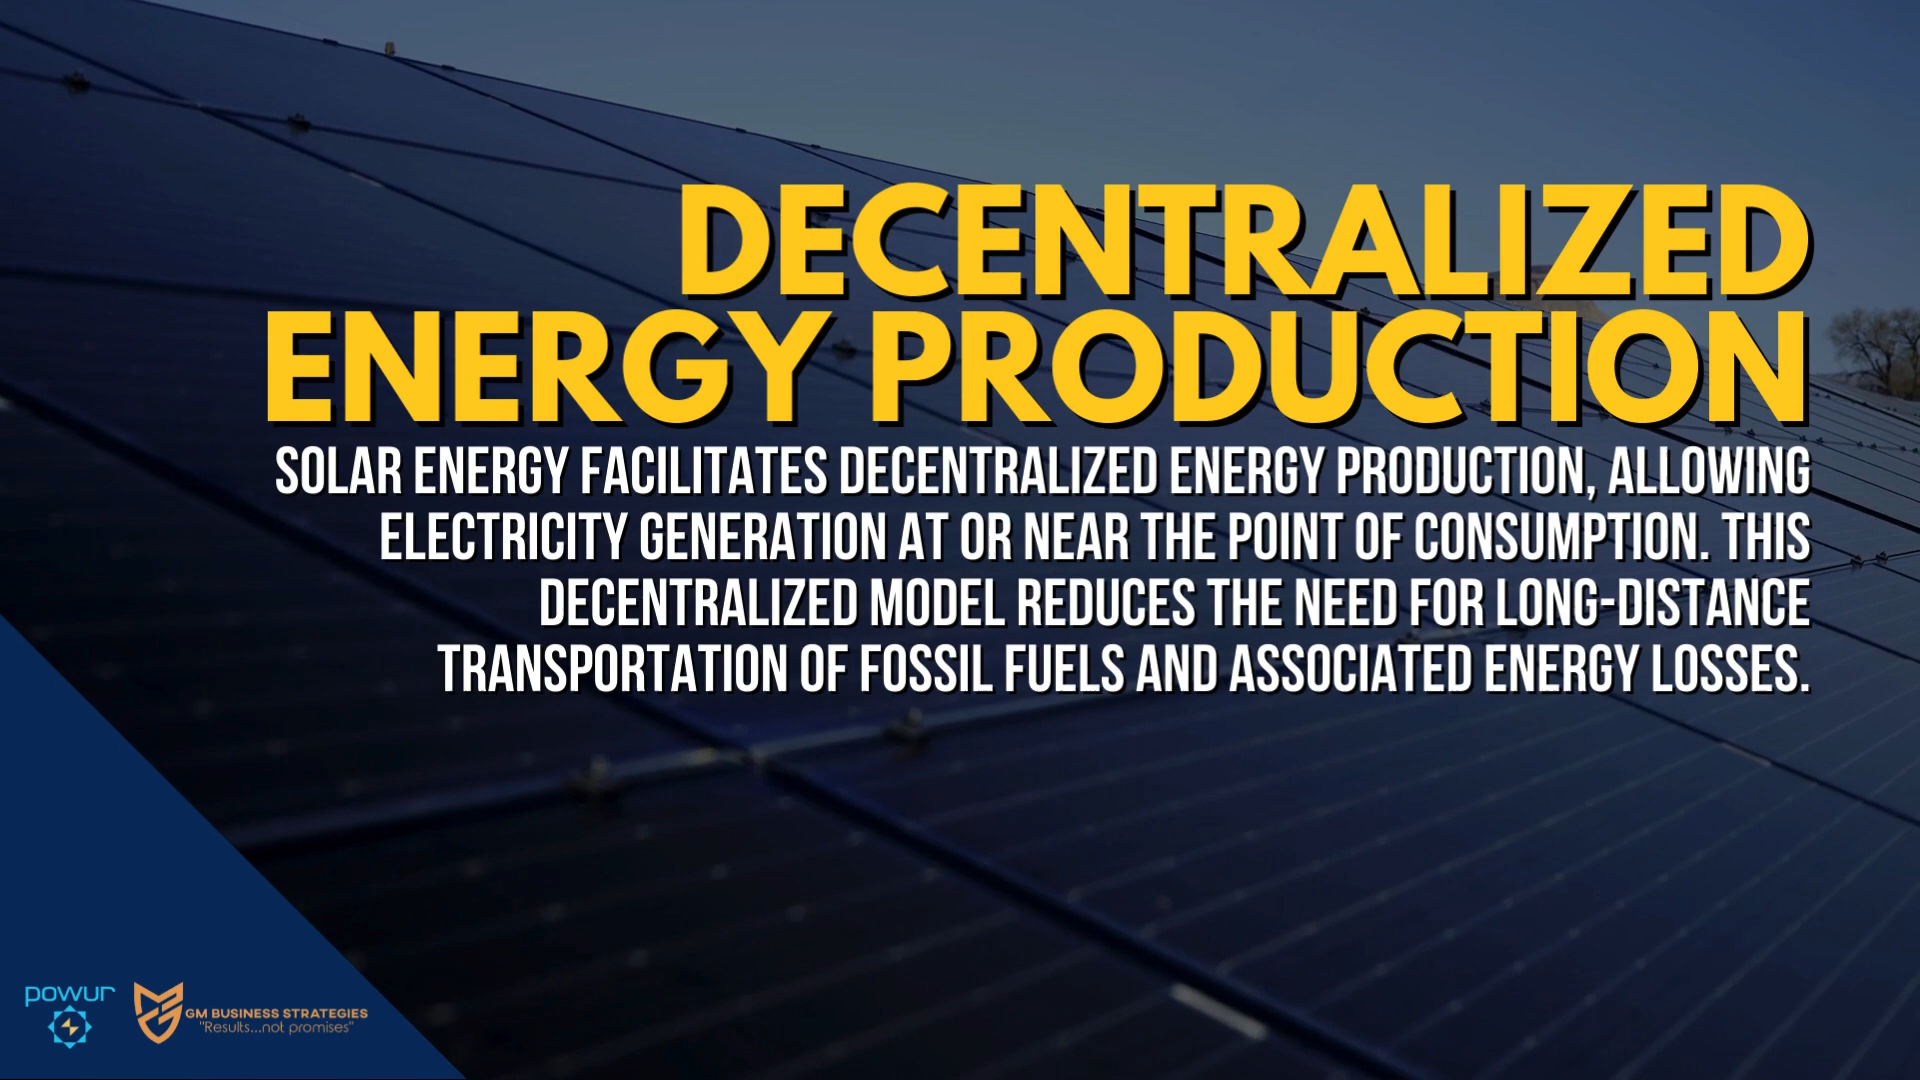 DECENTRALIZED
ENERGY PRODUCTION
SOLAR ENERGY FACILITATES DECENTRALIZED ENERGY PRODUCTION, ALLOWING
ELECTRICITY GENERATION AT OR NEAR THE POINT OF CONSUMPTION. THIS
DECENTRALIZED MODEL REDUCES THE NEED FOR LONG-DISTANCE
TRANSPORTATION OF FOSSIL FUELS AND ASSOCIATED ENERGY LOSSES.
powur
GM BUSINESS STRATEGIES
"Results...not promises"